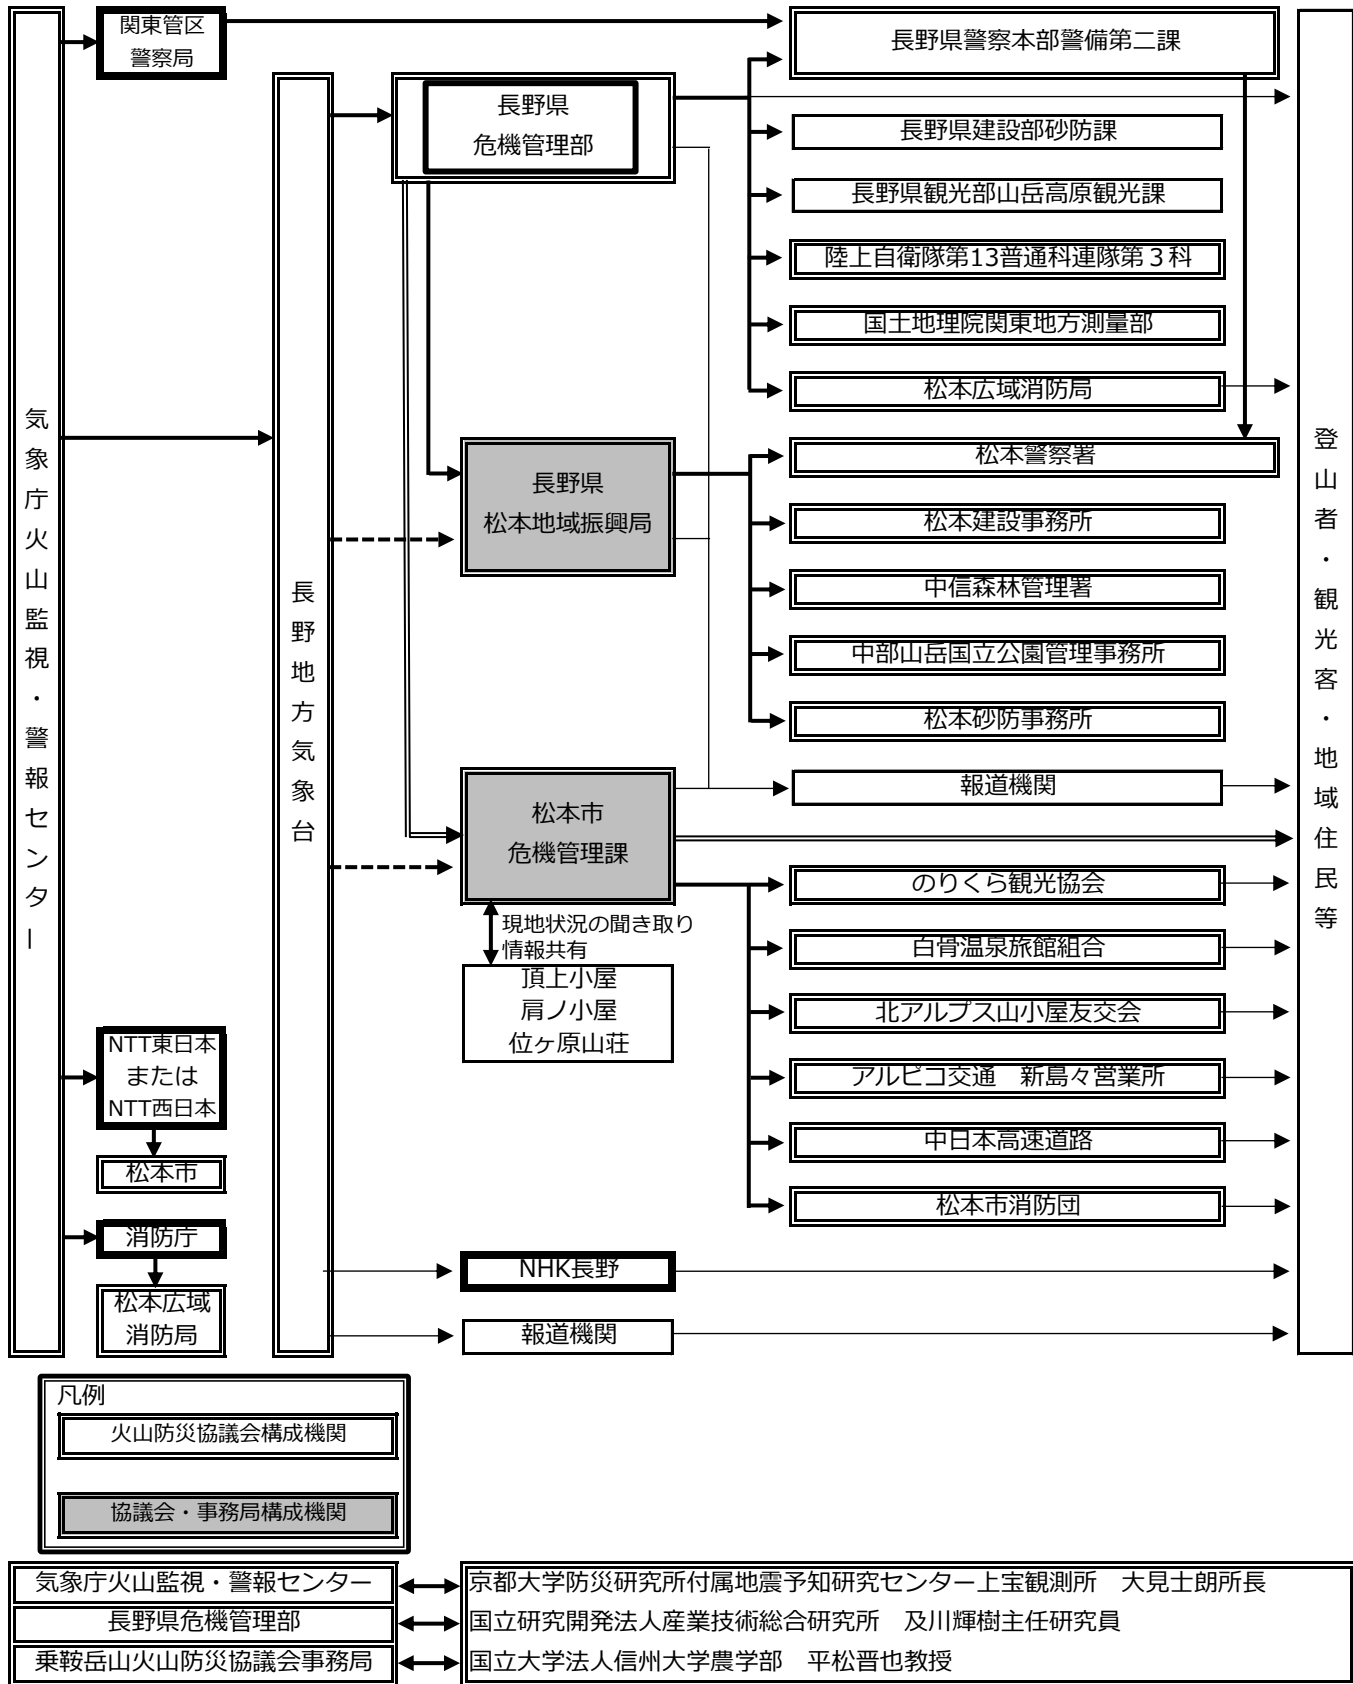 気象庁火山監視・警報センター
関東管区
警察局
NTT東日本
または
NTT西日本
松本市
消防庁
松本広域
消防局
長野地方気象台
長野県
危機管理部
長野県
松本地域振興局
松本市
危機管理課
現地状況の聞き取り
情報共有
頂上小屋
肩ノ小屋
位ヶ原山荘
NHK長野
報道機関
長野県警察本部警備第二課
長野県建設部砂防課
長野県観光部山岳高原観光課
陸上自衛隊第13普通科連隊第３科
国土地理院関東地方測量部
松本広域消防局
松本警察署
松本建設事務所
中信森林管理署
中部山岳国立公園管理事務所
松本砂防事務所
報道機関
のりくら観光協会
白骨温泉旅館組合
北アルプス山小屋友交会
アルピコ交通　新島々営業所
中日本高速道路
松本市消防団
登山者・観光客・地域住民等
凡例
火山防災協議会構成機関
協議会・事務局構成機関
気象庁火山監視・警報センター
長野県危機管理部
乗鞍岳山火山防災協議会事務局
京都大学防災研究所付属地震予知研究センター上宝観測所　大見士朗所長
国立研究開発法人産業技術総合研究所　及川輝樹主任研究員
国立大学法人信州大学農学部　平松晋也教授